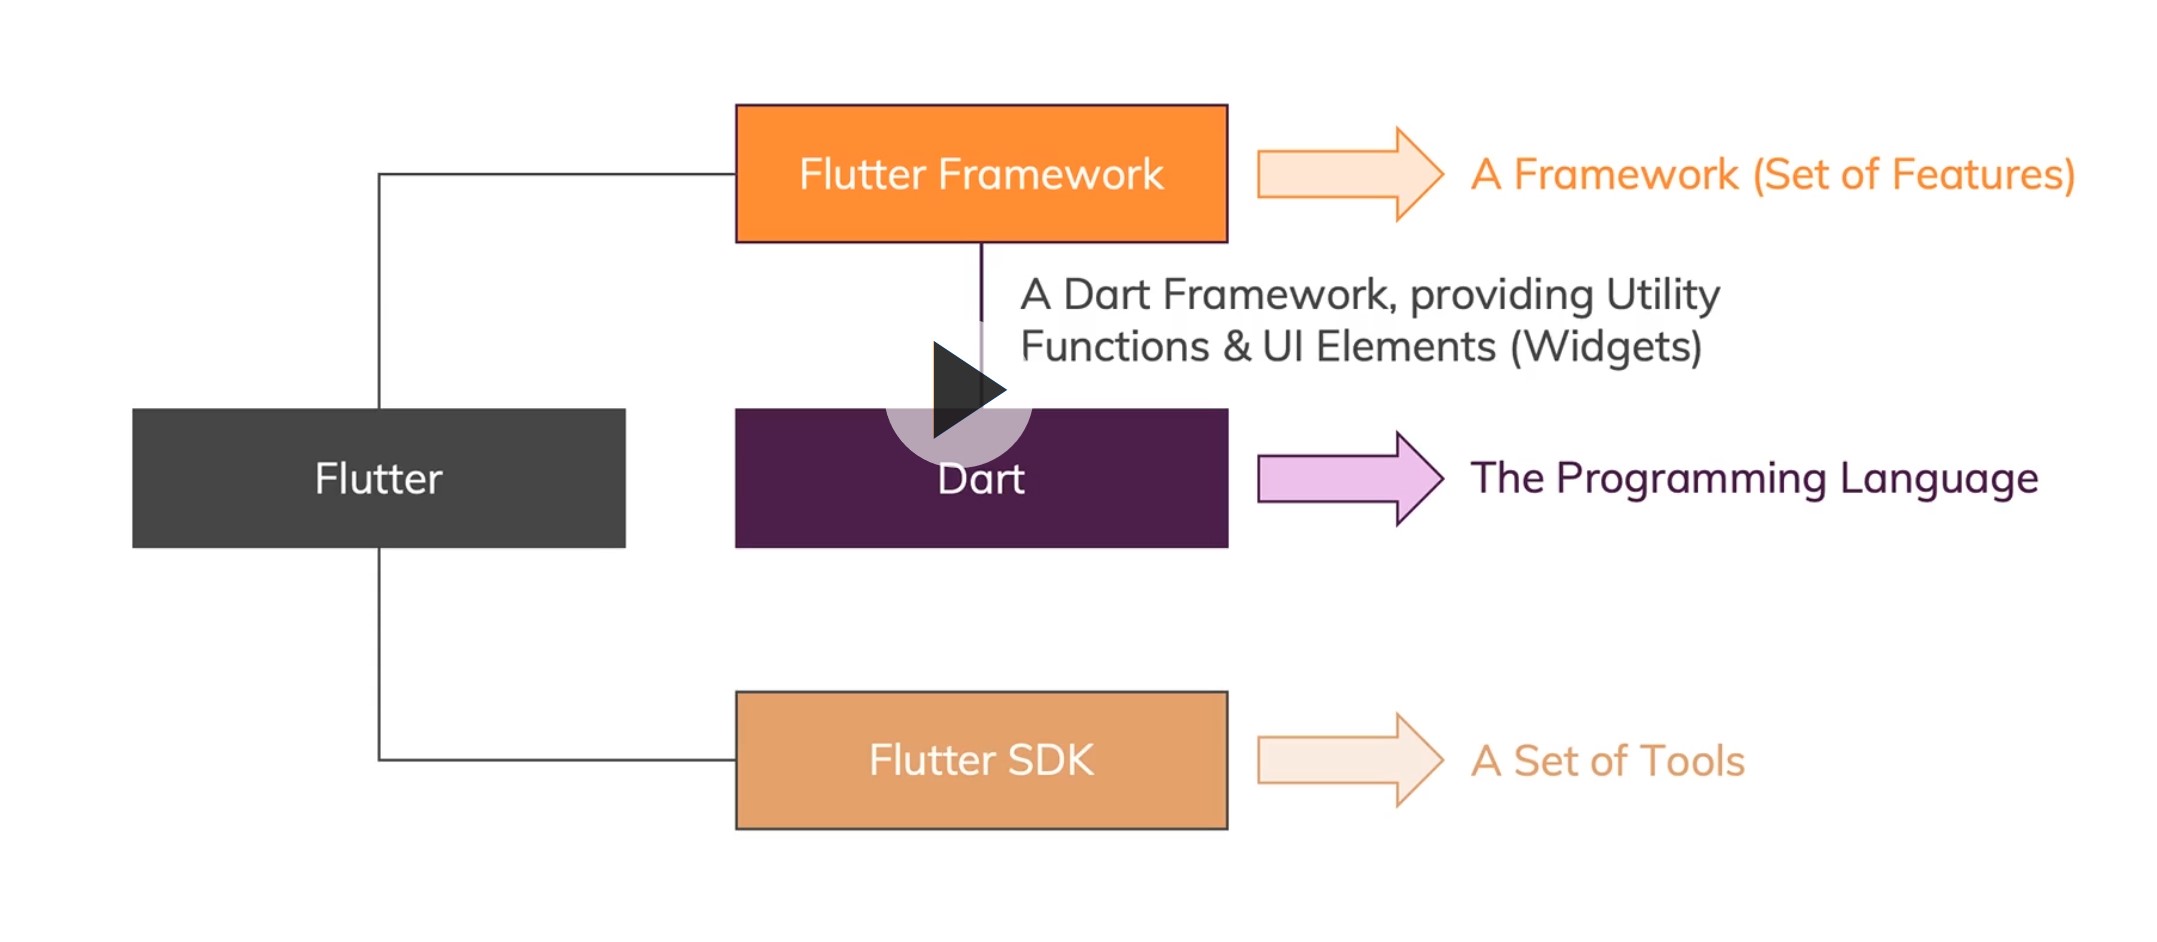 Flutter Framework
A Framework (Set of Features)
A Dart Framework, providing Utility
Functions & UI Elements (Widgets)
Flutter
Dart
The Programming Language
Flutter SDK
A Set of Tools